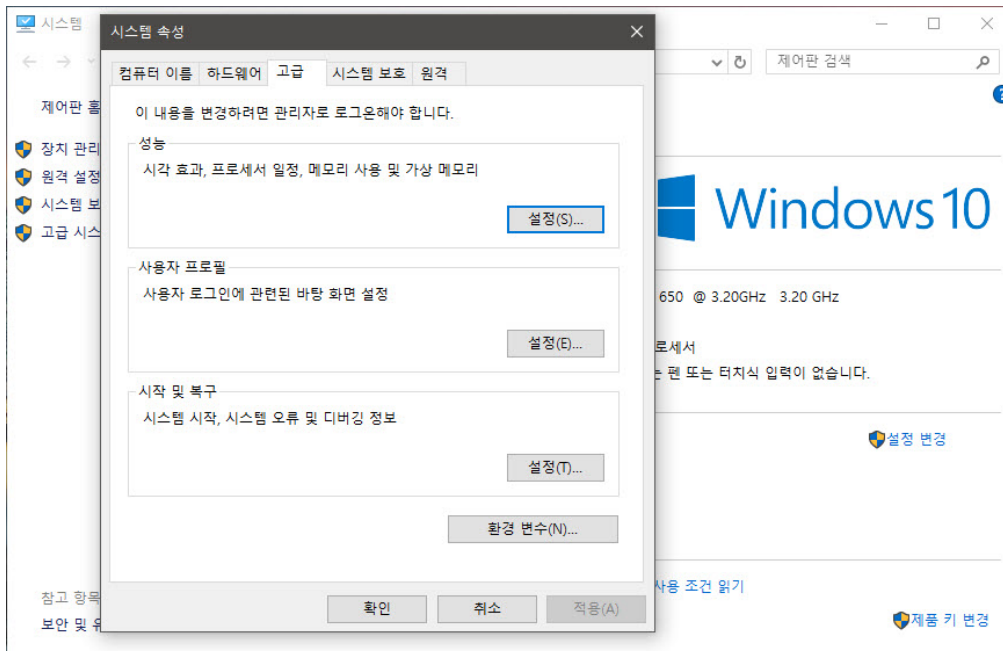 시스템
시스템 속성
제어판 검색
컴퓨터 이름 하드웨어 고급 시스템 보호 원격
제어판 홈
이 내용을 변경하려면 관리자로 로그온해야 합니다.
성능
시각 효과, 프로세서 일정, 메모리 사용 및 가상 메모리
설정(S)...
사용자 프로필
사용자 로그인에 관련된 바탕 화면 설정
설정(E)...
시작 및 복구
시스템 시작, 시스템 오류 및 디버깅 정보
설정(T)...
환경 변수(N)...
확인 취소 적용(A)
장치 관리
원격 설정
시스템 보
고급 시스
참고 항목
보안 및
Windows 10
650 @ 3.20GHz 3.20 GHz
로세서
는 펜 또는 터치식 입력이 없습니다.
설정 변경
사용 조건 읽기
제품 키 변경